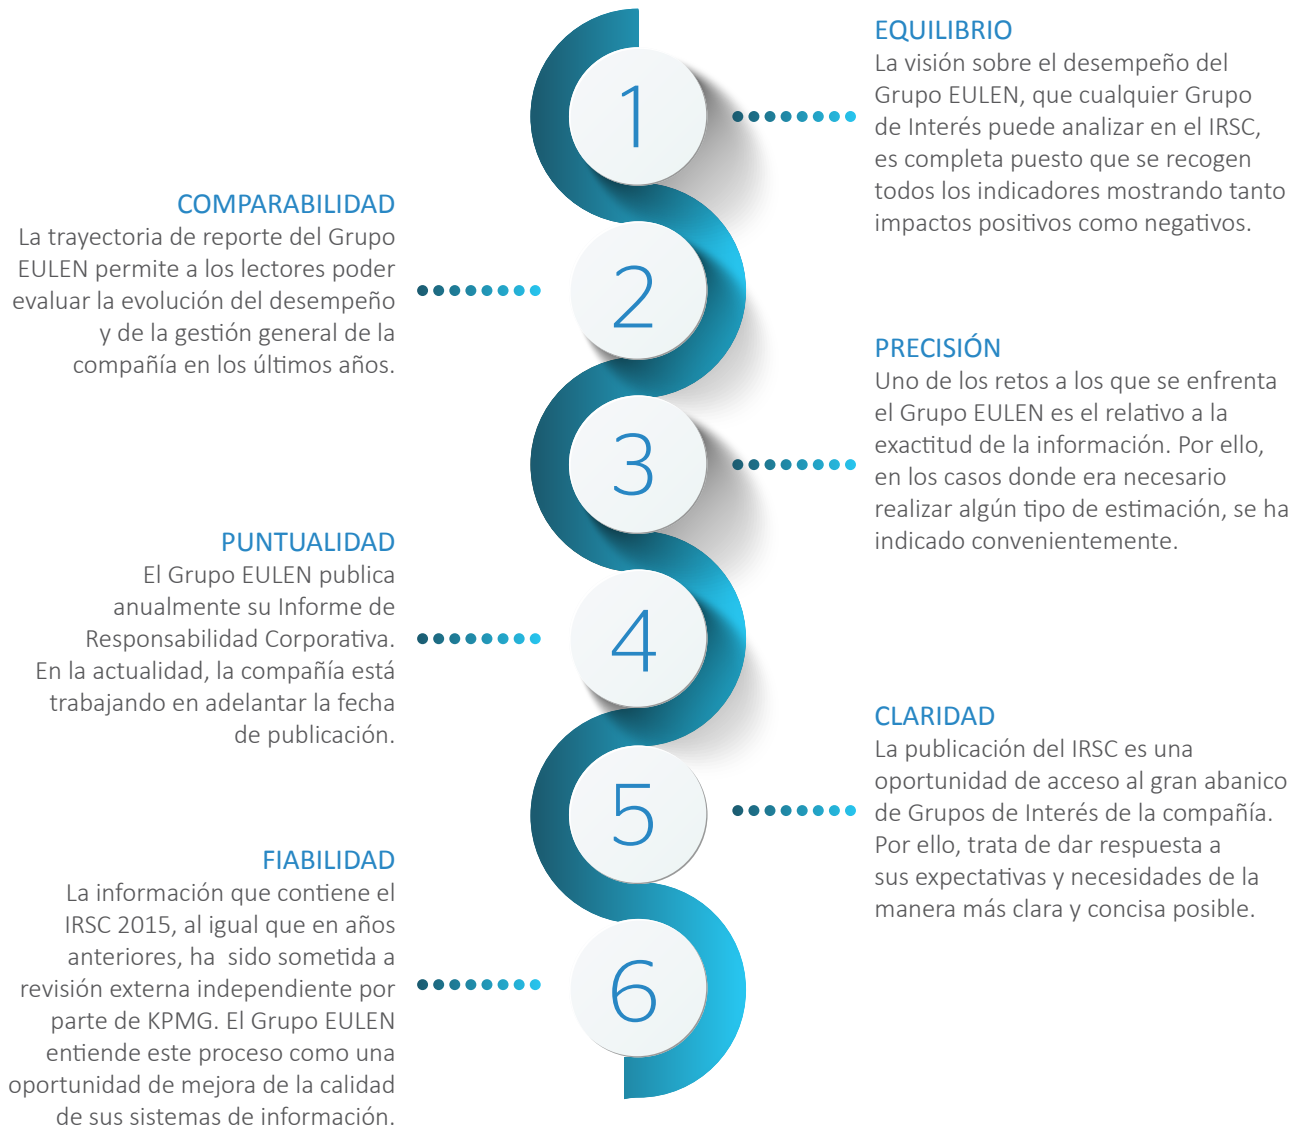 1
EQUILIBRIO
La visión sobre el desempeño del
Grupo EULEN, que cualquier Grupo
de Interés puede analizar en el IRSC,
es completa puesto que se recogen
todos los indicadores mostrando tanto
impactos positivos como negativos.
2
COMPARABILIDAD
La trayectoria de reporte del Grupo
EULEN permite a los lectores poder
evaluar la evolución del desempeño
y de la gestión general de la
compañía en los últimos años.
3
PRECISIÓN
Uno de los retos a los que se enfrenta
el Grupo EULEN es el relativo a la
exactitud de la información. Por ello,
en los casos donde era necesario
realizar algún tipo de estimación, se ha
indicado convenientemente.
4
PUNTUALIDAD
El Grupo EULEN publica
anualmente su Informe de
Responsabilidad Corporativa.
En la actualidad, la compañía está
trabajando en adelantar la fecha
de publicación.
5
CLARIDAD
La publicación del IRSC es una
oportunidad de acceso al gran abanico
de Grupos de Interés de la compañía.
Por ello, trata de dar respuesta a
sus expectativas y necesidades de la
manera más clara y concisa posible.
6
FIABILIDAD
La información que contiene el
IRSC 2015, al igual que en años
anteriores, ha  sido sometida a
revisión externa independiente por
parte de KPMG. El Grupo EULEN
entiende este proceso como una
oportunidad de mejora de la calidad
de sus sistemas de información.